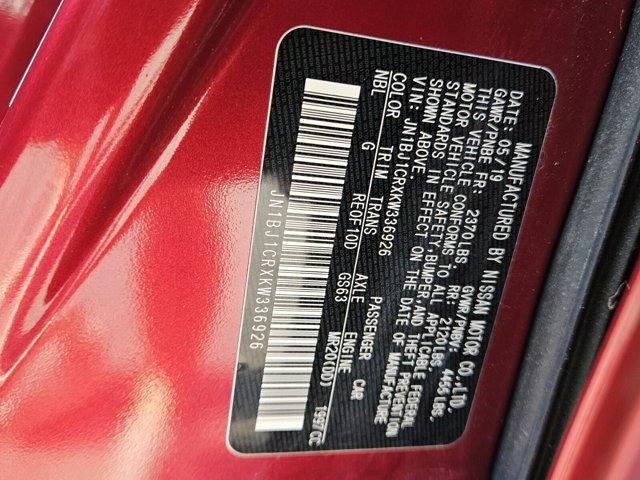 MANUFACTURED BY NISSAN MOTOR CO.,LTD.
DATE: 05/19 GVWR/PNBV: 4451LBS,
GAWR/PNBE FR: 2370LBS RR: 2120LBS,
THIS VEHICLE CONFORMS TO ALL APPLICABLE FEDERAL
MOTOR VEHICLE SAFETY,BUMPER,AND THEFT PREVENTION
STANDARDS IN EFFECT ON THE DATE OF MANUFACTURE
SHOWN ABOVE.
VIN: JN1BJ1CRXKW336926 PASSENGER CAR
COLOR TRIM TRANS AXLE ENGINE
NBL G RE0F10D GS63 MR20(DD) 1997CC
JN1BJ1CRXKW336926